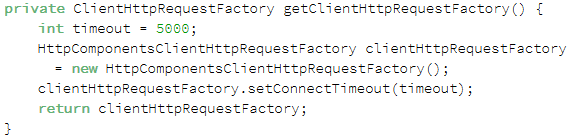 private ClientHttpRequestFactory getClientHttpRequestFactory() {
    int timeout = 5000;
    HttpComponentsClientHttpRequestFactory clientHttpRequestFactory
      = new HttpComponentsClientHttpRequestFactory();
    clientHttpRequestFactory.setConnectTimeout(timeout);
    return clientHttpRequestFactory;
}